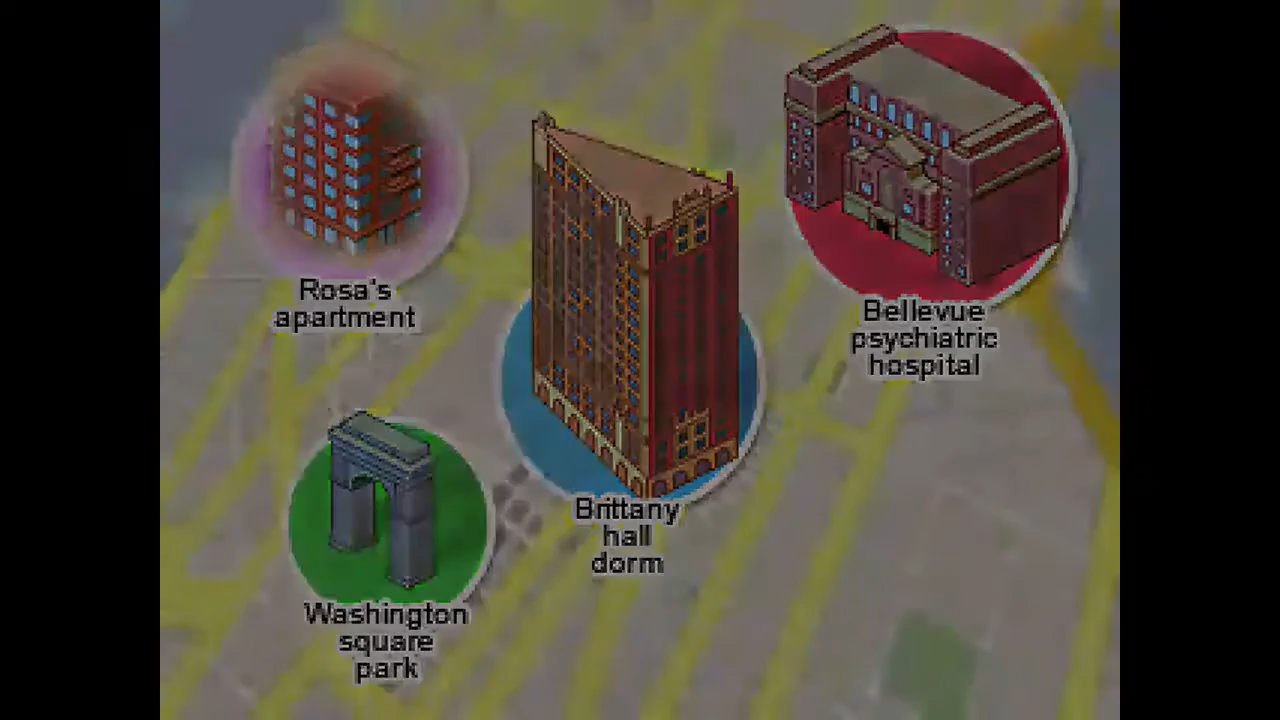 Rosa's
apartment
Bellevue
psychiatric
hospital
Brittany
hall
dorm
Washington
square
park